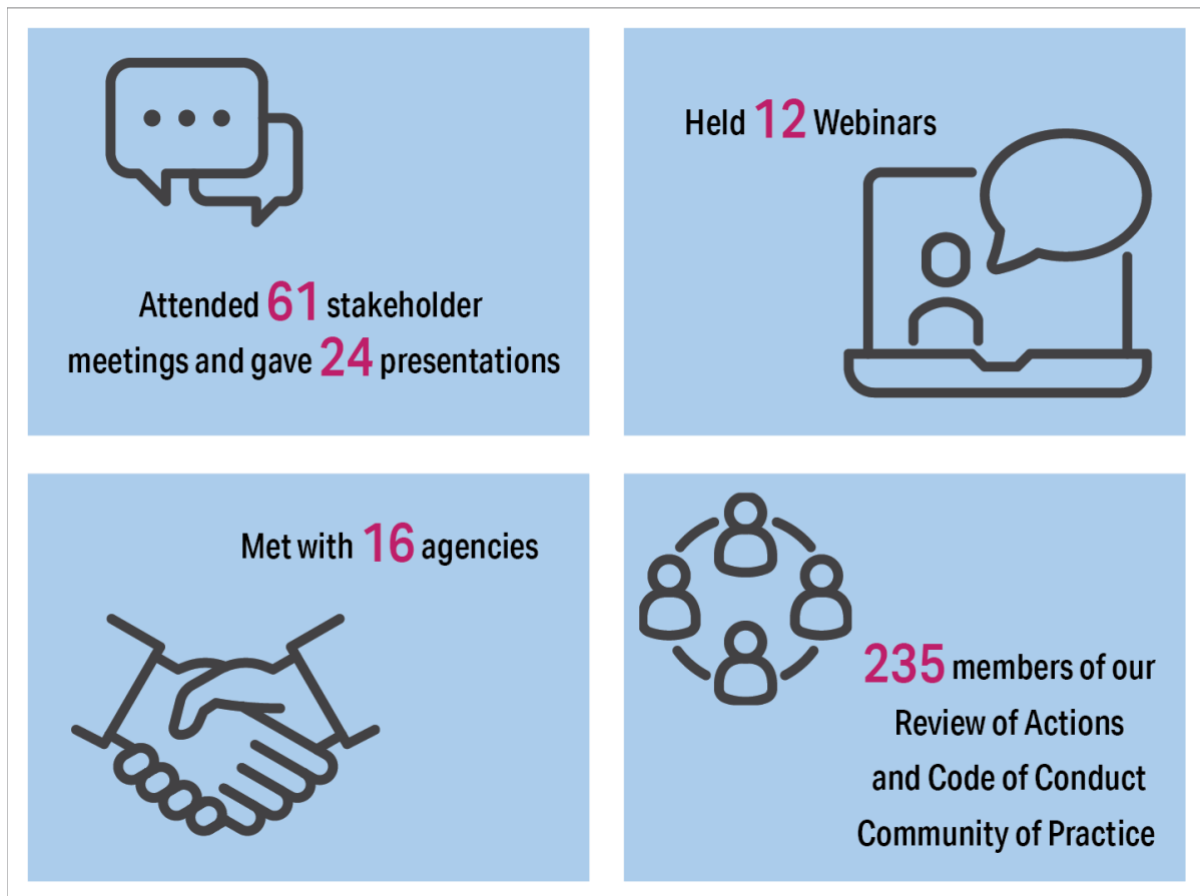 Attended 61 stakeholder
meetings and gave 24 presentations
Held 12 Webinars
Met with 16 agencies
235 members of our
Review of Actions
and Code of Conduct
Community of Practice